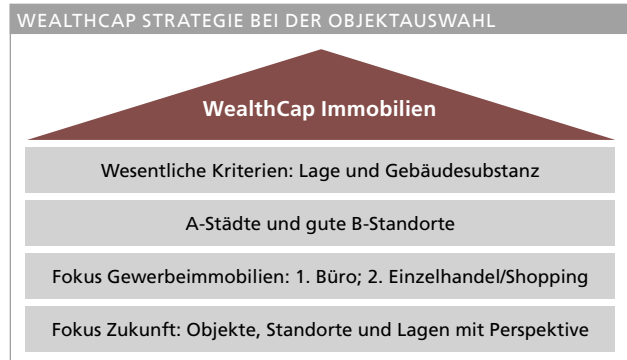 WEALTHCAP STRATEGIE BEI DER OBJEKTAUSWAHL
WealthCap Immobilien
Wesentliche Kriterien: Lage und Gebäudesubstanz
A-Städte und gute B-Standorte
Fokus Gewerbeimmobilien: 1. Büro; 2. Einzelhandel/Shopping
Fokus Zukunft: Objekte, Standorte und Lagen mit Perspektive